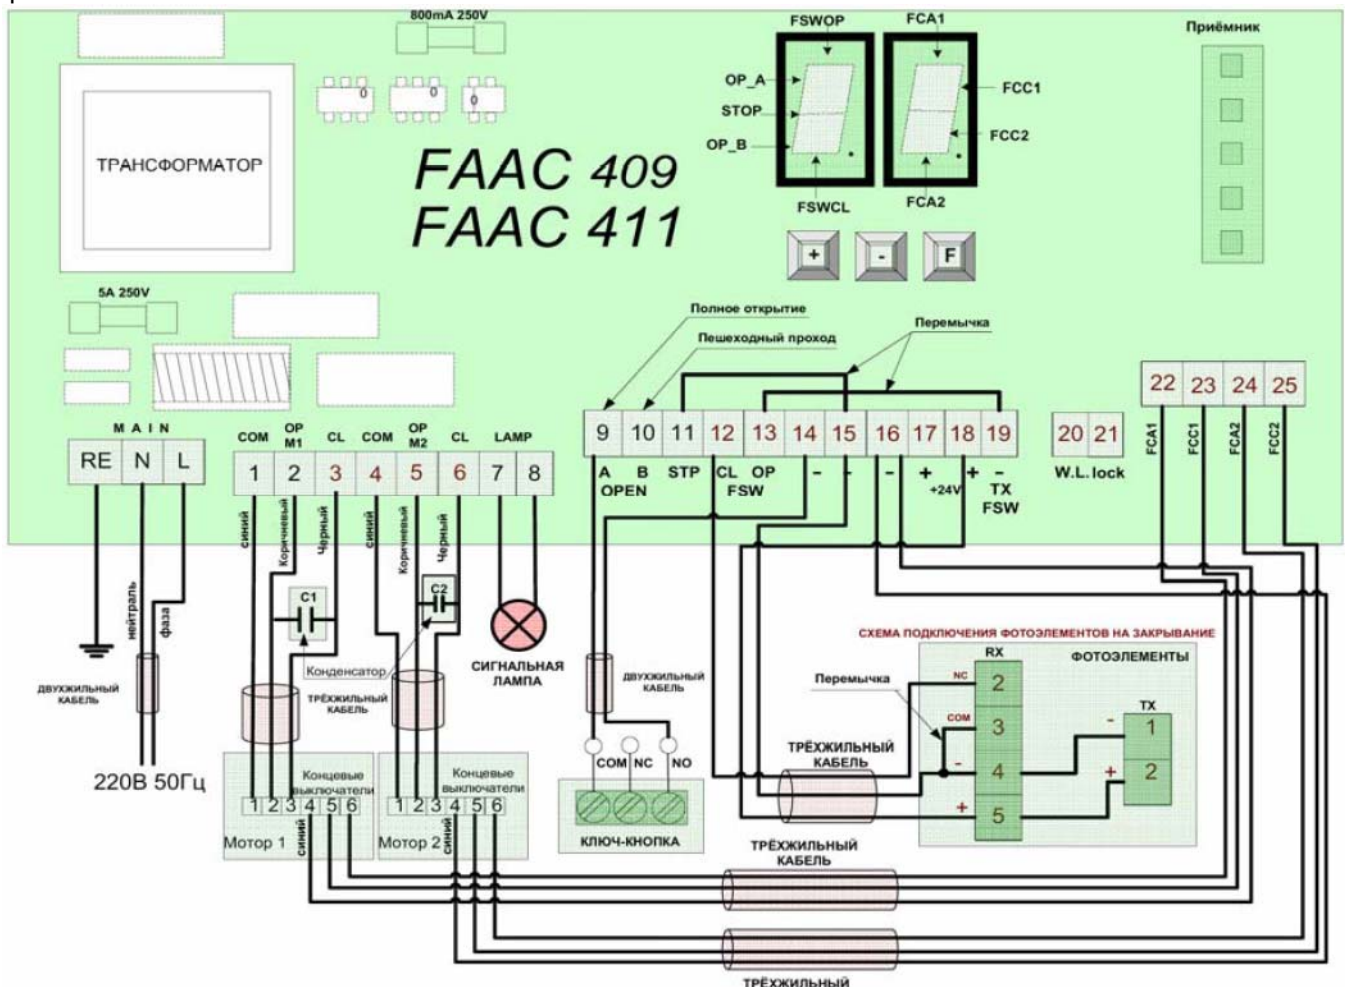 800mA 250V
FSWOP
FCA1
Приёмник
0
0
0
OP_A
STOP
OP_B
FCC1
FCC2
FSWCL
FCA2
ТРАНСФОРМАТОР
FAAC 409
FAAC 411
+
-
F
5A 250V
Полное открытие
Пешеходный проход
Перемычка
M A I N
RE N L
COM
OP
M1
CL
COM
OP
M2
CL
LAMP
1 2 3 4 5 6 7 8
9 10 11 12 13 14 15 16 17 18 19
A B STP CL OP - - - + + -
OPEN
FSW
+24V
TX
FSW
20 21
W.L. lock
22 23 24 25
FCA1
FCC1
FCA2
FCC2
синий
Коричневый
Черный
синий
Коричневый
Черный
нейтраль
фаза
C1
C2
Конденсатор
СИГНАЛЬНАЯ
ЛАМПА
ДВУХЖИЛЬНЫЙ
КАБЕЛЬ
ТРЁХЖИЛЬНЫЙ
КАБЕЛЬ
ДВУХЖИЛЬНЫЙ
КАБЕЛЬ
220В 50Гц
Концевые
выключатели
1 2 3 4 5 6
Мотор 1
синий
Концевые
выключатели
1 2 3 4 5 6
Мотор 2
синий
COM NC NO
КЛЮЧ-КНОПКА
СХЕМА ПОДКЛЮЧЕНИЯ ФОТОЭЛЕМЕНТОВ НА ЗАКРЫВАНИЕ
RX
ФОТОЭЛЕМЕНТЫ
Перемычка
NC
2
COM
3
-
4
+
5
TX
-
1
+
2
ТРЁХЖИЛЬНЫЙ
КАБЕЛЬ
ТРЁХЖИЛЬНЫЙ
КАБЕЛЬ
ТРЁХЖИЛЬНЫЙ